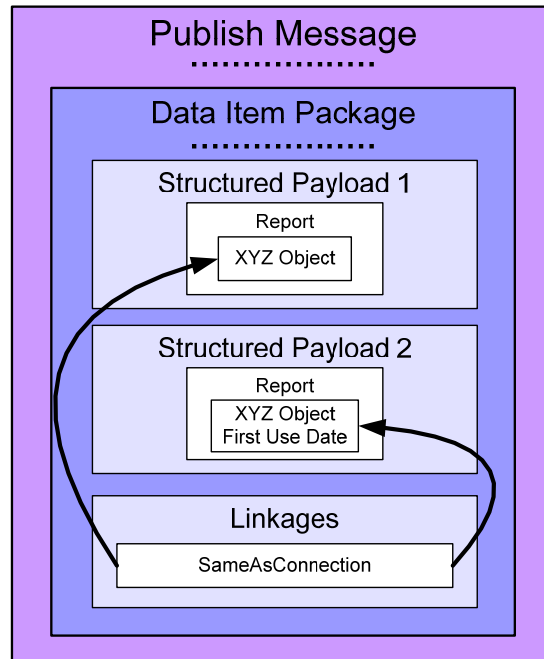 Publish Message
Data Item Package
Structured Payload 1
Report
XYZ Object
Structured Payload 2
Report
XYZ Object
First Use Date
Linkages
SameAsConnection